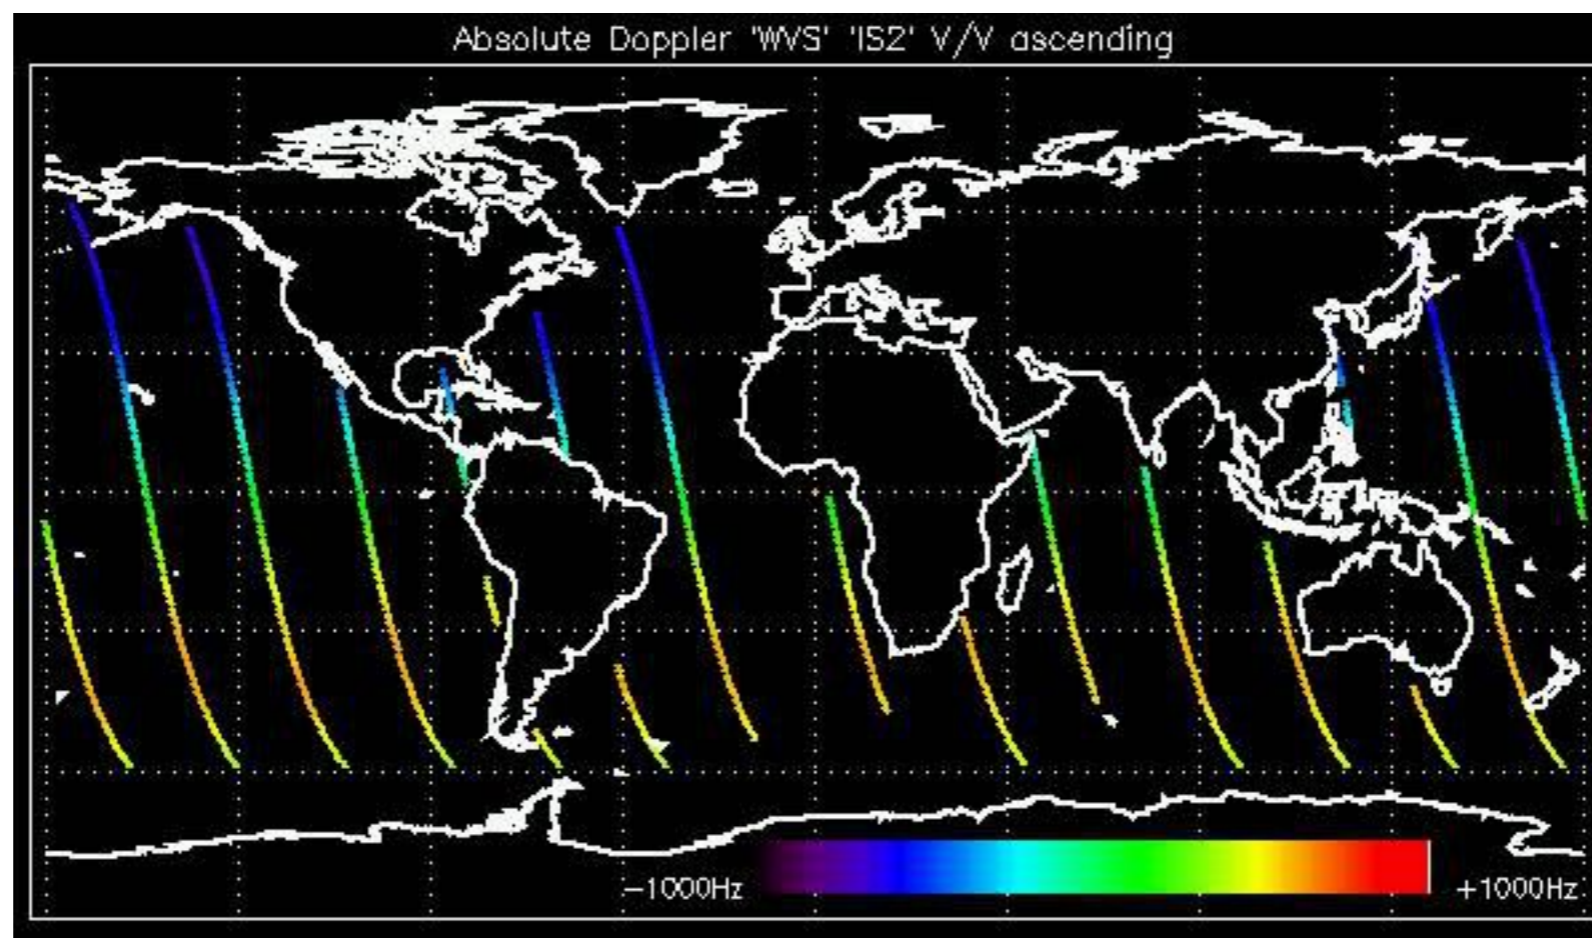 Absolute Doppler 'WVS' 'IS2' V/V ascending
-1000Hz +1000Hz